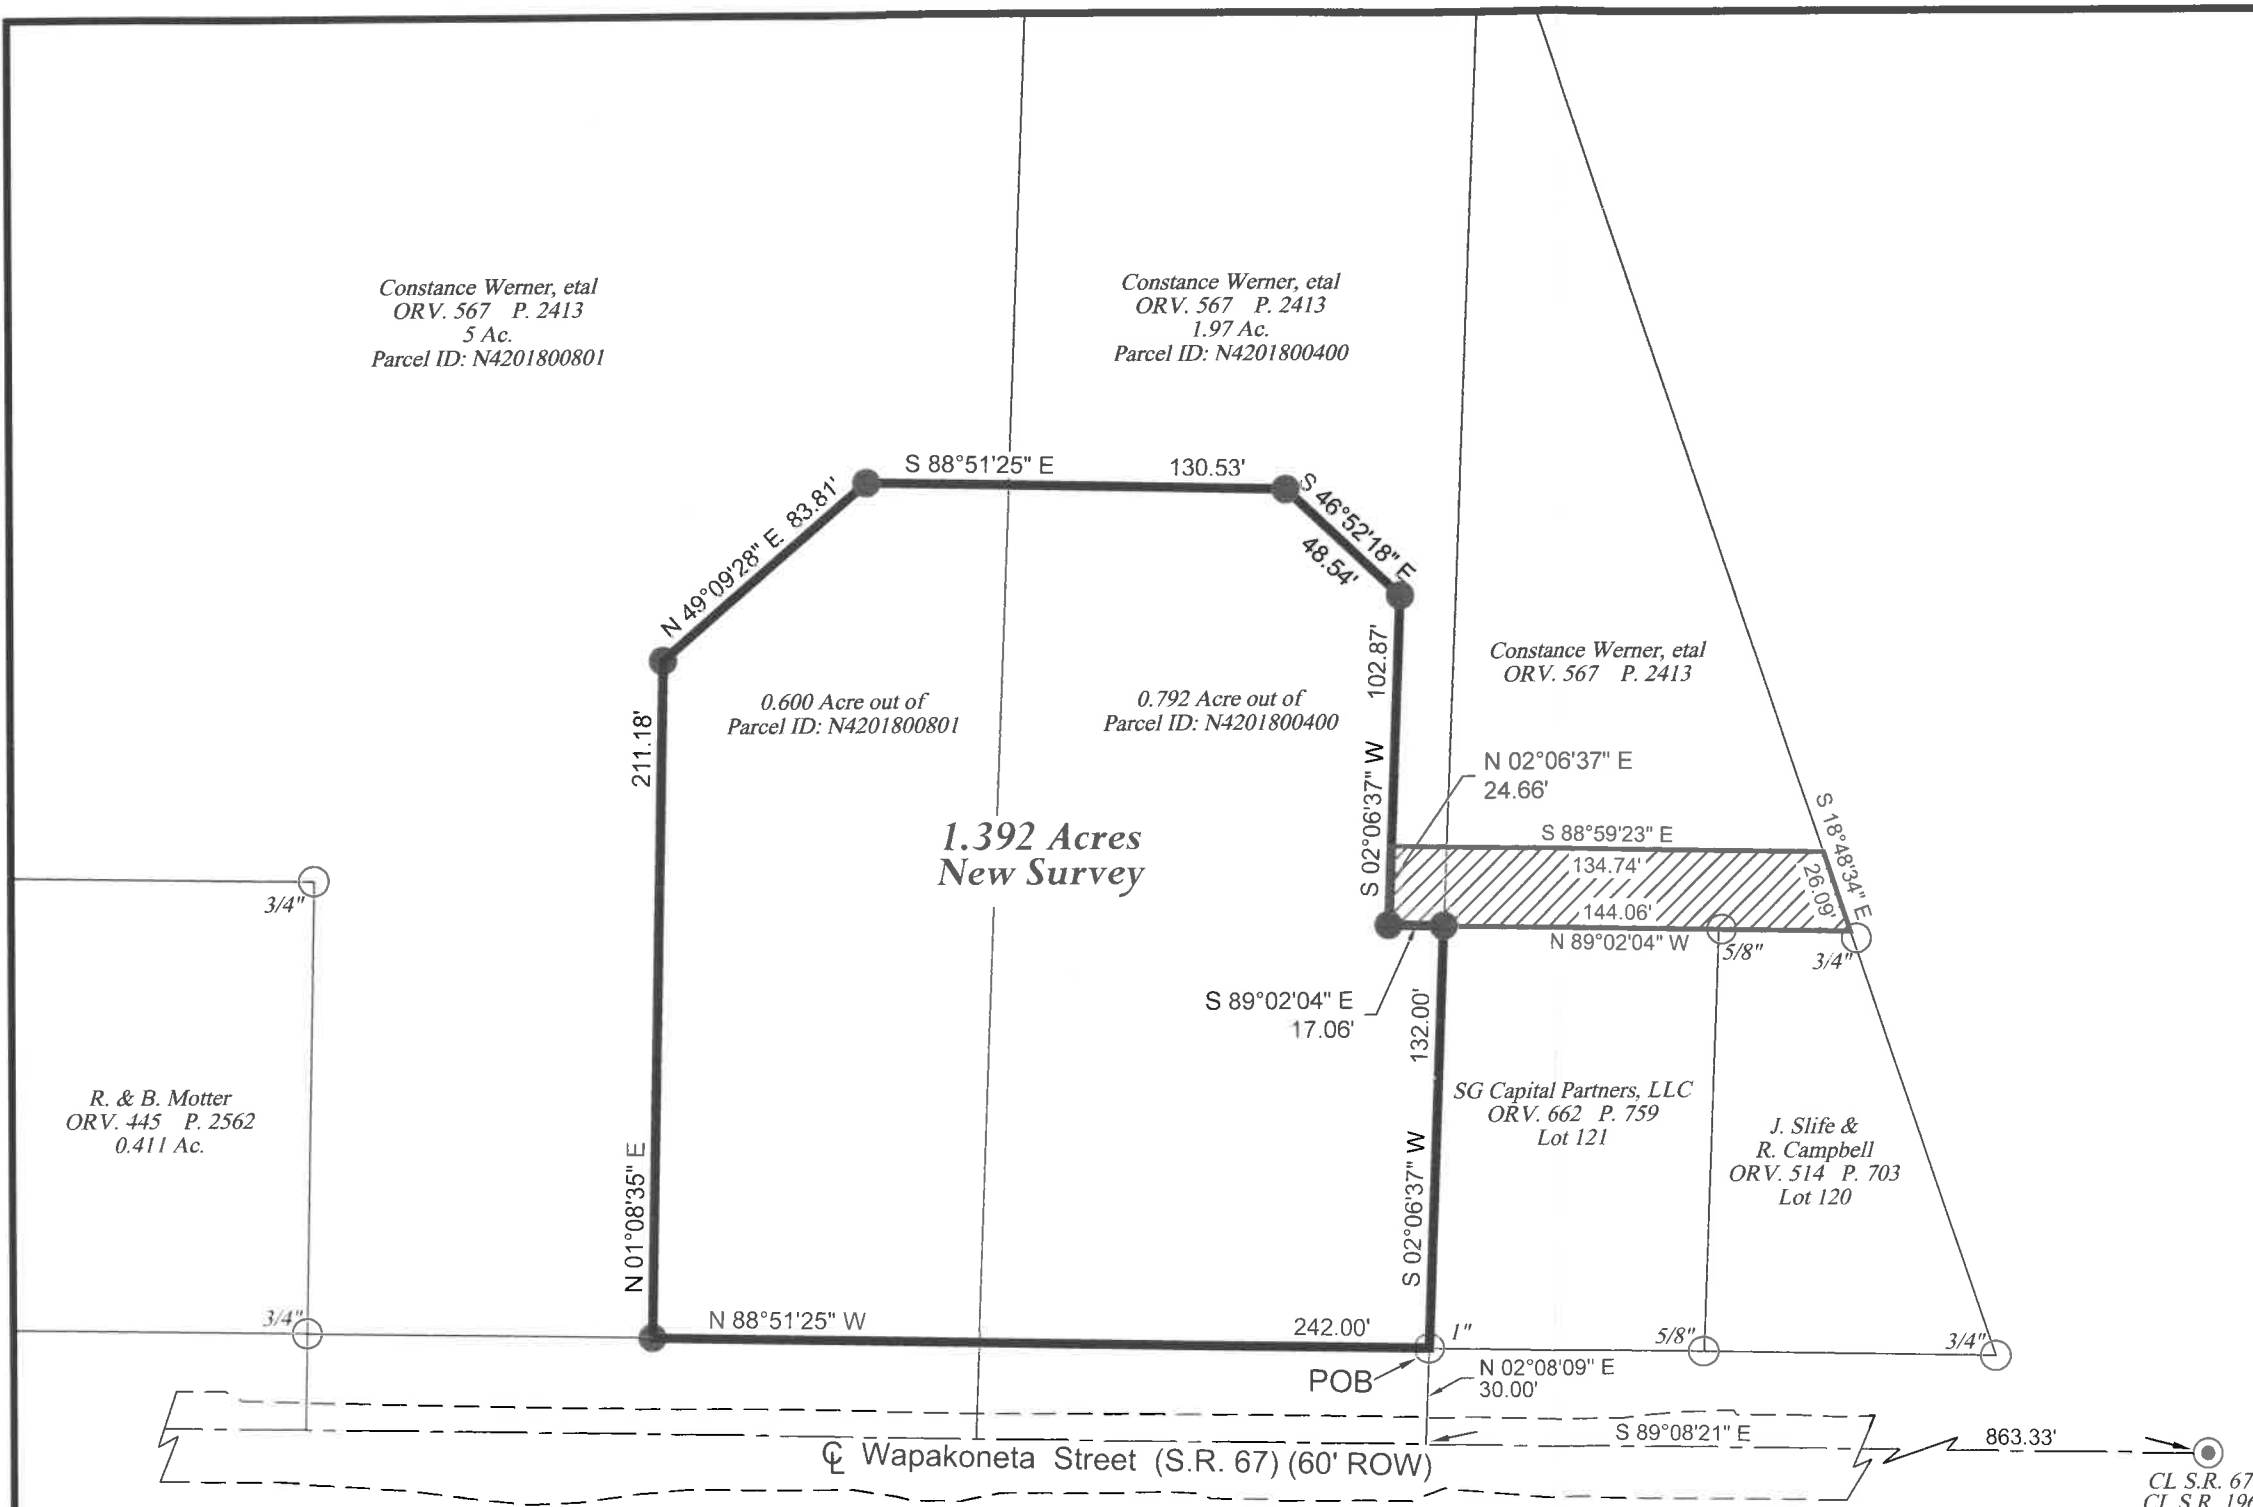 Constance Werner, etal
ORV. 567 P. 2413
5 Ac.
Parcel ID: N4201800801
Constance Werner, etal
ORV. 567 P. 2413
1.97 Ac.
Parcel ID: N4201800400
S 88°51'25" E 130.53'
N 49°09'28" E 83.81'
S 46°52'18" E
48.54'
211.18'
N 01°08'35" E
0.600 Acre out of
Parcel ID: N4201800801
0.792 Acre out of
Parcel ID: N4201800400
102.87'
S 02°06'37" W
Constance Werner, etal
ORV. 567 P. 2413
N 02°06'37" E
24.66'
1.392 Acres
New Survey
S 88°59'23" E
134.74'
S 18°48'34" E
26.09'
144.06'
N 89°02'04" W
5/8"
3/4"
3/4"
S 89°02'04" E
17.06'
132.00'
S 02°06'37" W
R. & B. Motter
ORV. 445 P. 2562
0.411 Ac.
SG Capital Partners, LLC
ORV. 662 P. 759
Lot 121
J. Slife &
R. Campbell
ORV. 514 P. 703
Lot 120
3/4"
N 88°51'25" W 242.00'
1"
5/8"
3/4"
POB
N 02°08'09" E
30.00'
S 89°08'21" E
863.33'
℄ Wapakoneta Street (S.R. 67) (60' ROW)
CL S.R. 67
CL S.R.